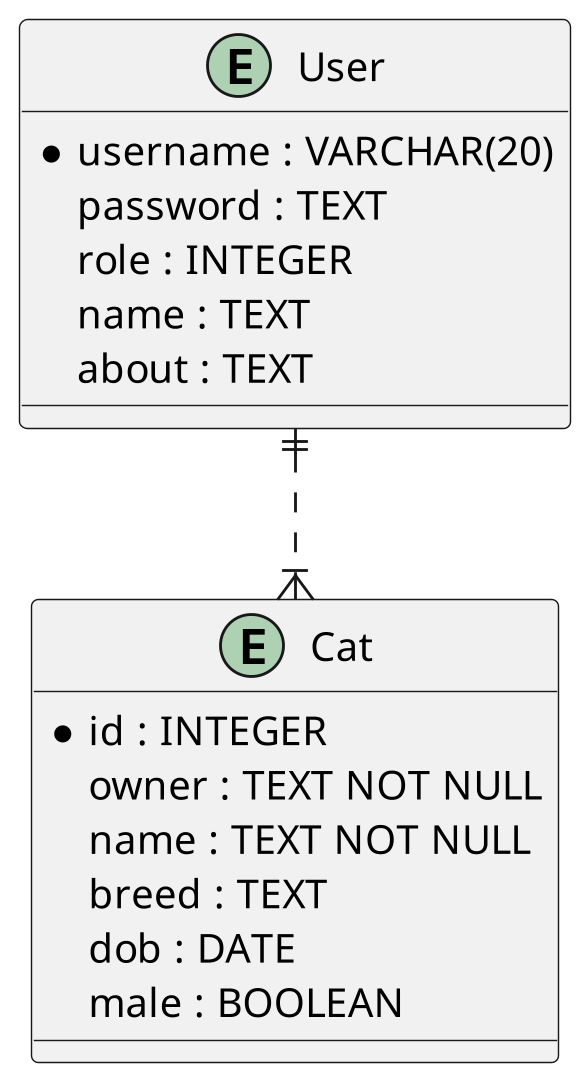 E User
● username : VARCHAR(20)
password : TEXT
role : INTEGER
name : TEXT
about : TEXT
E Cat
● id : INTEGER
owner : TEXT NOT NULL
name : TEXT NOT NULL
breed : TEXT
dob : DATE
male : BOOLEAN